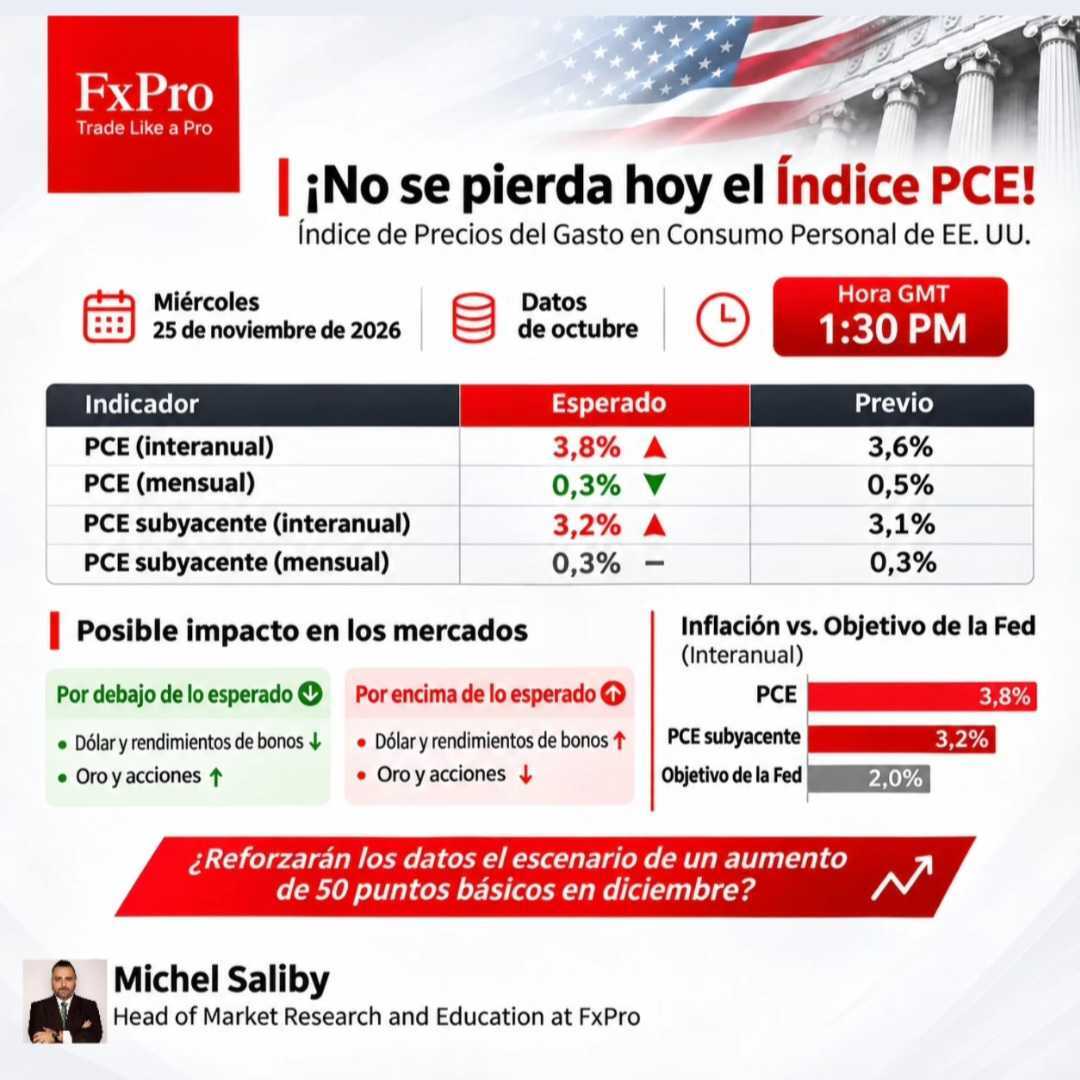 FxPro
Trade Like a Pro
¡No se pierda hoy el Índice PCE!
Índice de Precios del Gasto en Consumo Personal de EE. UU.
Miércoles
25 de noviembre de 2026
Datos
de octubre
Hora GMT
1:30 PM
Indicador Esperado Previo
PCE (interanual) 3,8% ▲ 3,6%
PCE (mensual) 0,3% ▼ 0,5%
PCE subyacente (interanual) 3,2% ▲ 3,1%
PCE subyacente (mensual) 0,3% – 0,3%
Posible impacto en los mercados
Por debajo de lo esperado ↓
• Dólar y rendimientos de bonos ↓
• Oro y acciones ↑
Por encima de lo esperado ↑
• Dólar y rendimientos de bonos ↑
• Oro y acciones ↓
Inflación vs. Objetivo de la Fed
(Interanual)
PCE 3,8%
PCE subyacente 3,2%
Objetivo de la Fed 2,0%
¿Reforzarán los datos el escenario de un aumento
de 50 puntos básicos en diciembre?
Michel Saliby
Head of Market Research and Education at FxPro